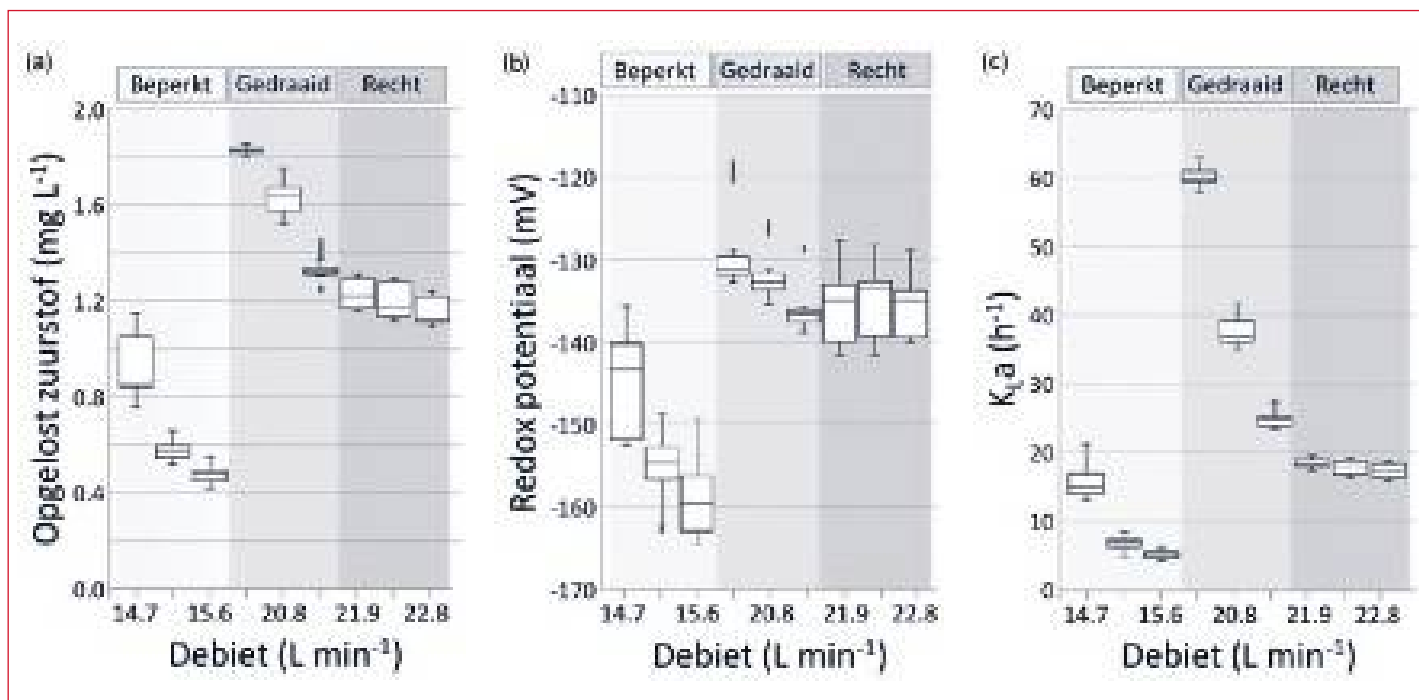 (a)
Beperkt Gedraaid Recht
2.0
1.6
1.2
0.8
0.4
0.0
Opgelost zuurstof (mg L⁻¹)
14.7 15.6 20.8 21.9 22.8
Debiet (L min⁻¹)
(b)
Beperkt Gedraaid Recht
-110
-120
-130
-140
-150
-160
-170
Redox potentiaal (mV)
14.7 15.6 20.8 21.9 22.8
Debiet (L min⁻¹)
(c)
Beperkt Gedraaid Recht
70
60
50
40
30
20
10
0
K_La (h⁻¹)
14.7 15.6 20.8 21.9 22.8
Debiet (L min⁻¹)